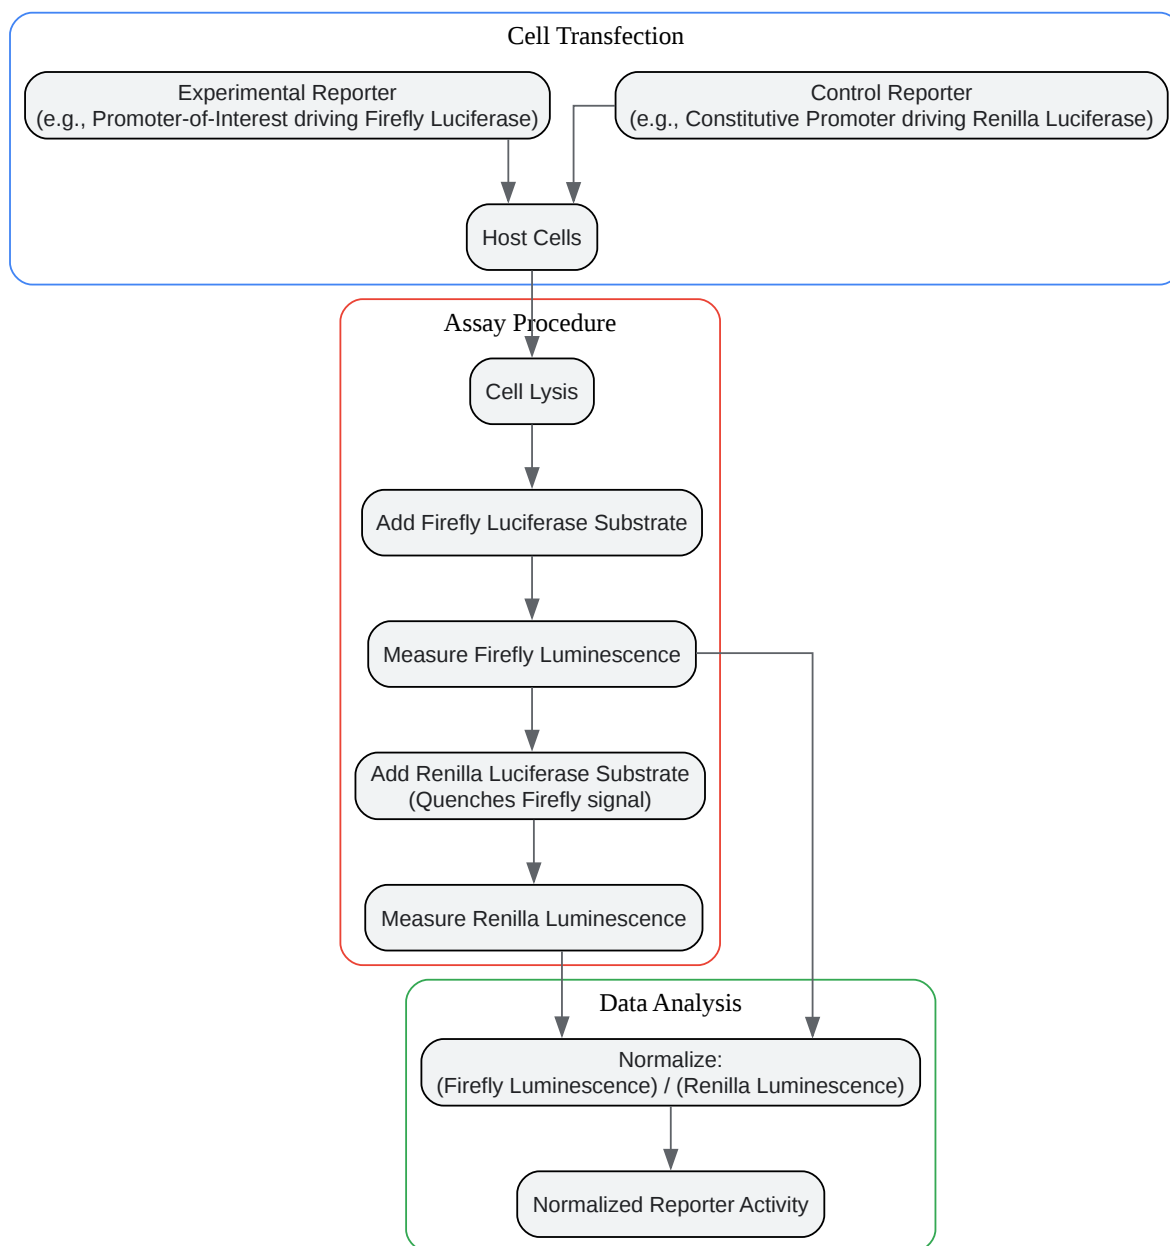 Cell Transfection
Experimental Reporter
(e.g., Promoter-of-Interest driving Firefly Luciferase)
Control Reporter
(e.g., Constitutive Promoter driving Renilla Luciferase)
Host Cells
Assay Procedure
Cell Lysis
Add Firefly Luciferase Substrate
Measure Firefly Luminescence
Add Renilla Luciferase Substrate
(Quenches Firefly signal)
Measure Renilla Luminescence
Data Analysis
Normalize:
(Firefly Luminescence) / (Renilla Luminescence)
Normalized Reporter Activity